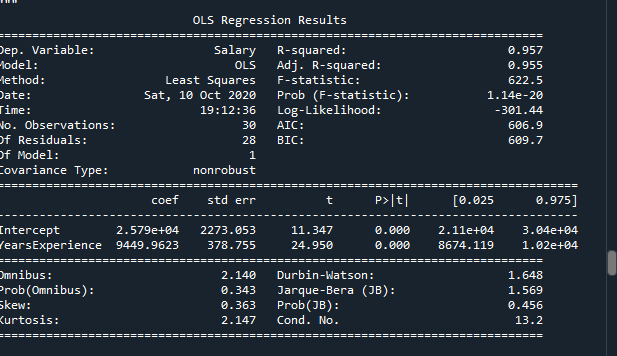 OLS Regression Results
==============================================================================
Dep. Variable: Salary R-squared: 0.957
Model: OLS Adj. R-squared: 0.955
Method: Least Squares F-statistic: 622.5
Date: Sat, 10 Oct 2020 Prob (F-statistic): 1.14e-20
Time: 19:12:36 Log-Likelihood: -301.44
No. Observations: 30 AIC: 606.9
Df Residuals: 28 BIC: 609.7
Df Model: 1
Covariance Type: nonrobust
===================================================================================
coef std err t P>|t| [0.025 0.975]
-----------------------------------------------------------------------------------
Intercept 2.579e+04 2273.053 11.347 0.000 2.11e+04 3.04e+04
YearsExperience 9449.9623 378.755 24.950 0.000 8674.119 1.02e+04
==============================================================================
Omnibus: 2.140 Durbin-Watson: 1.648
Prob(Omnibus): 0.343 Jarque-Bera (JB): 1.569
Skew: 0.363 Prob(JB): 0.456
Kurtosis: 2.147 Cond. No. 13.2
==============================================================================